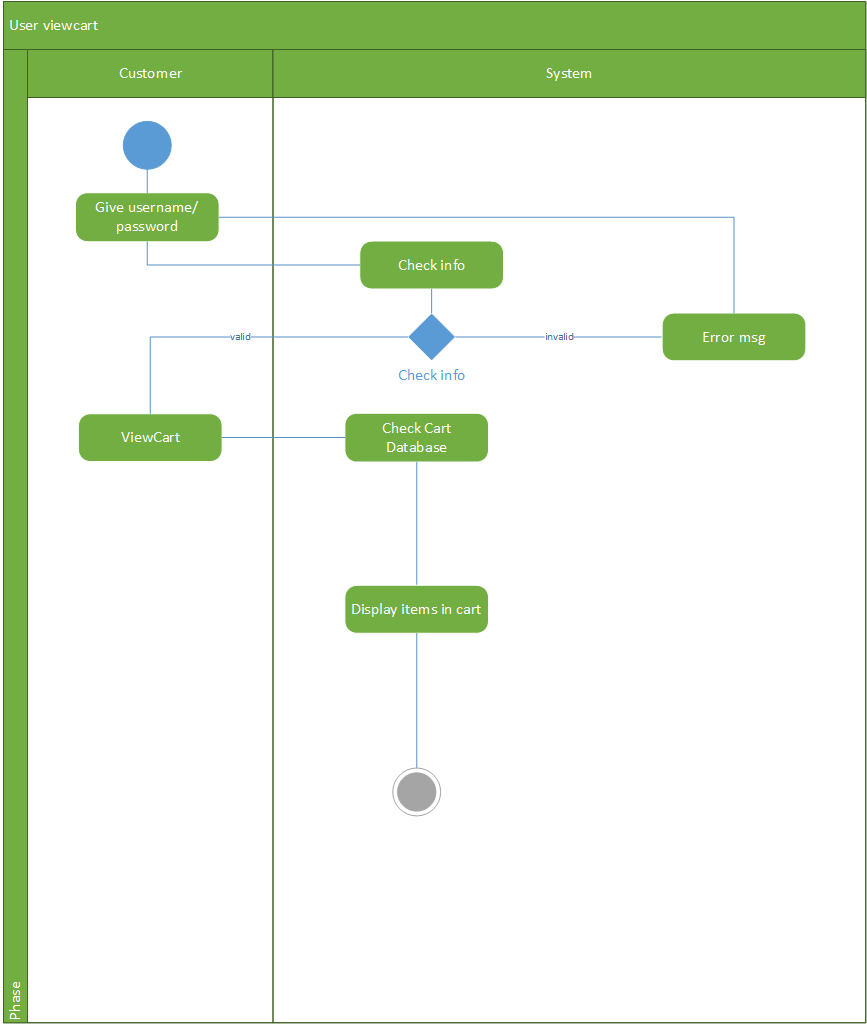 User viewcart
Customer
System
Give username/
password
Check info
valid
invalid
Error msg
Check info
ViewCart
Check Cart
Database
Display items in cart
Phase